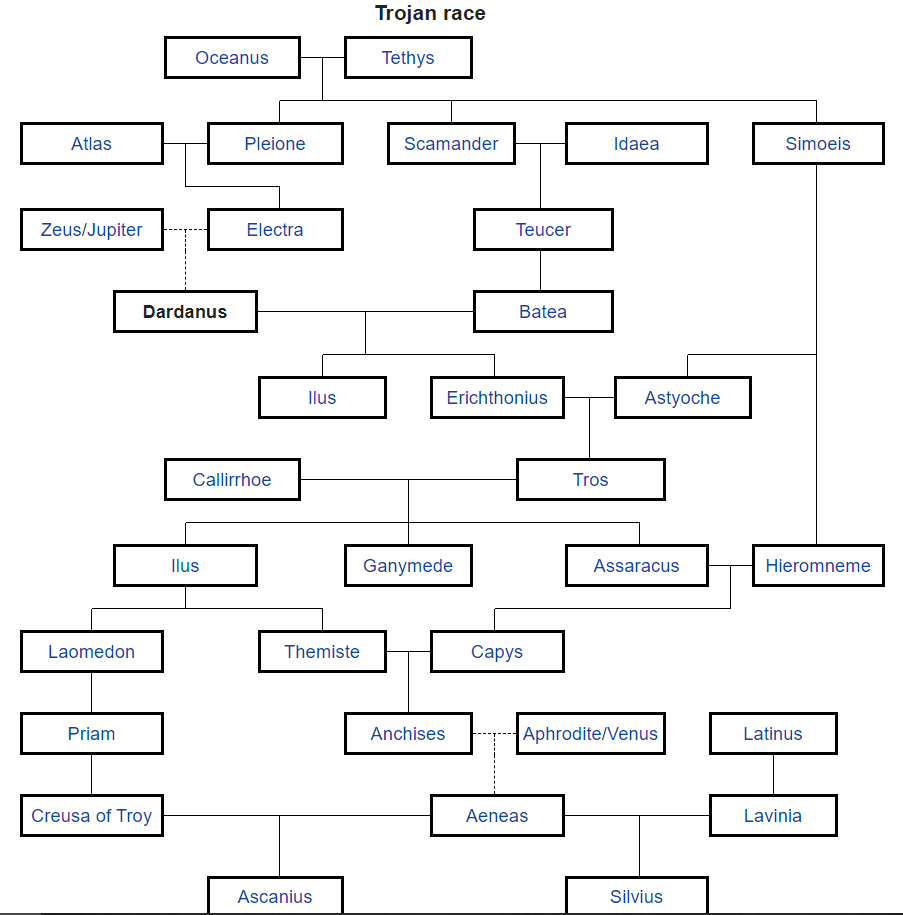 Trojan race
Oceanus
Tethys
Atlas
Pleione
Scamander
Idaea
Simoeis
Zeus/Jupiter
Electra
Teucer
Dardanus
Batea
Ilus
Erichthonius
Astyoche
Callirrhoe
Tros
Ilus
Ganymede
Assaracus
Hieromneme
Laomedon
Themiste
Capys
Priam
Anchises
Aphrodite/Venus
Latinus
Creusa of Troy
Aeneas
Lavinia
Ascanius
Silvius